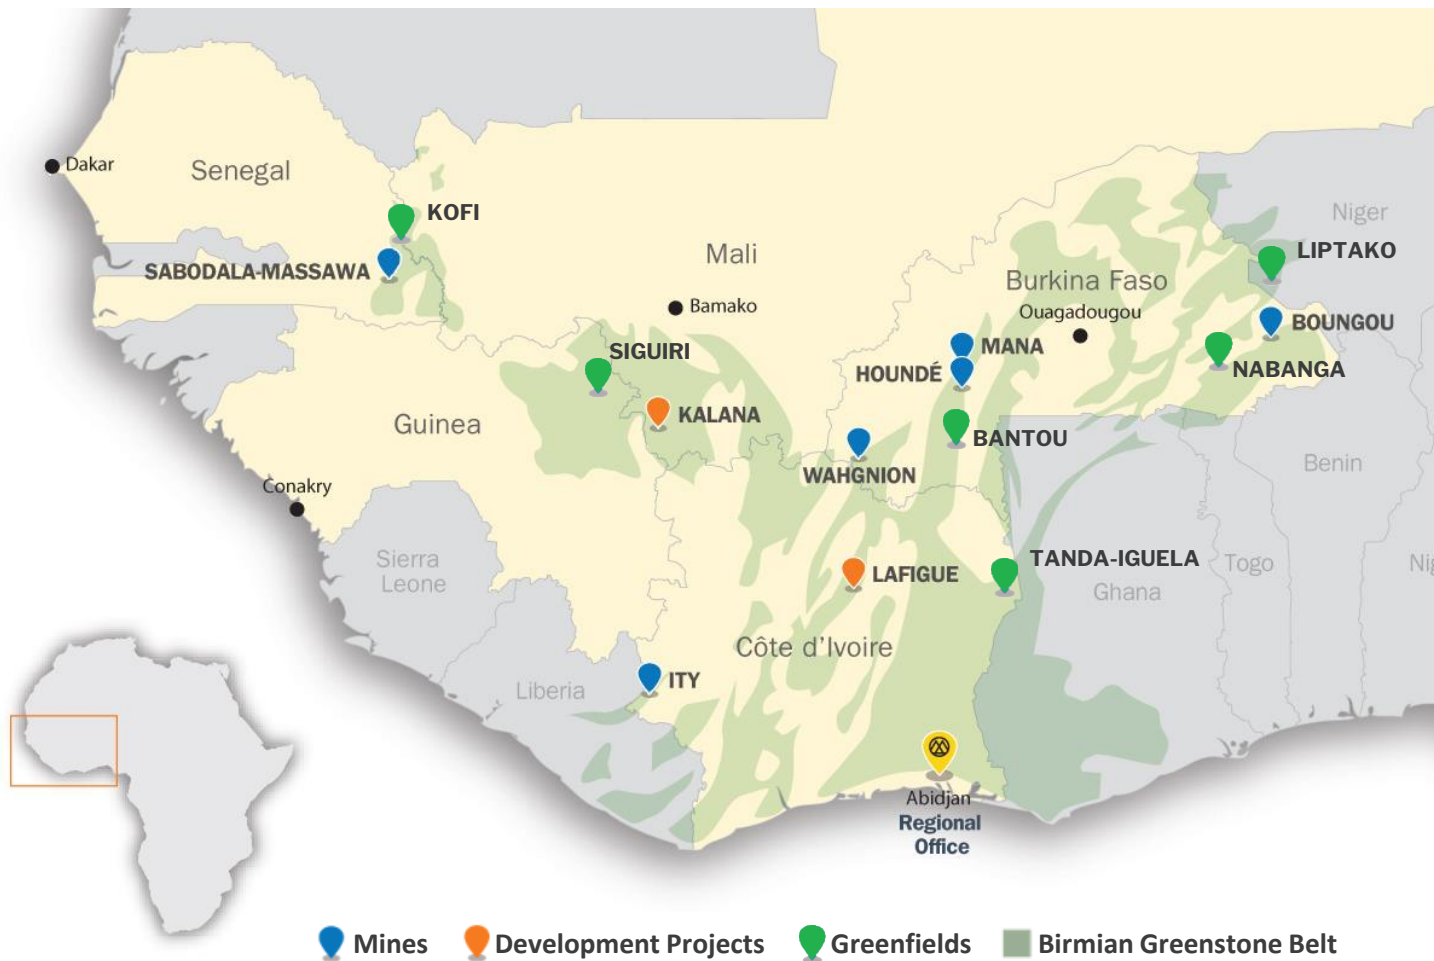 Dakar
Senegal
KOFI
SABODALA-MASSAWA
Mali
Niger
LIPTAKO
Burkina Faso
Ouagadougou
Bamako
BOUNGOU
MANA
HOUNDÉ
NABANGA
SIGUIRI
KALANA
Guinea
BANTOU
WAHGNION
Benin
Conakry
Sierra
Leone
LAFIGUE
TANDA-IGUELA
Ghana
Togo
Nig
Côte d'Ivoire
ITY
Liberia
Abidjan
Regional
Office
Mines
Development Projects
Greenfields
Birmian Greenstone Belt